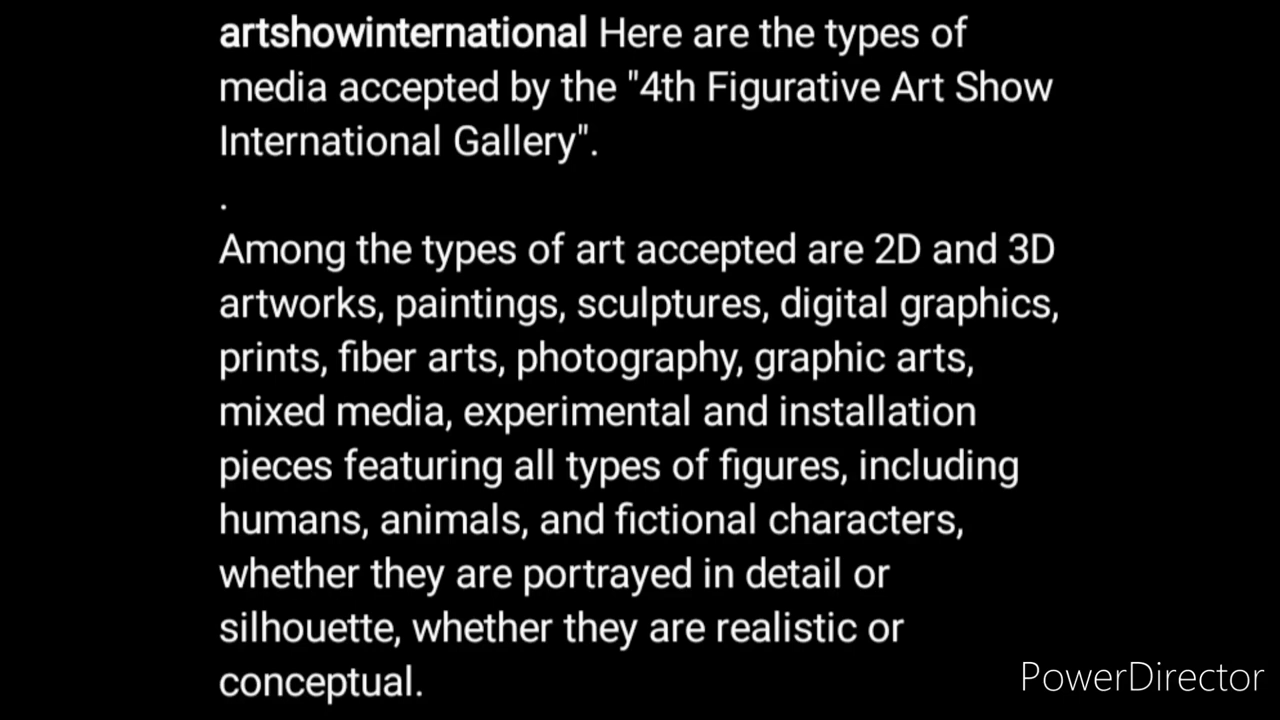 artshowinternational Here are the types of
media accepted by the "4th Figurative Art Show
International Gallery".
.
Among the types of art accepted are 2D and 3D
artworks, paintings, sculptures, digital graphics,
prints, fiber arts, photography, graphic arts,
mixed media, experimental and installation
pieces featuring all types of figures, including
humans, animals, and fictional characters,
whether they are portrayed in detail or
silhouette, whether they are realistic or
conceptual.
PowerDirector